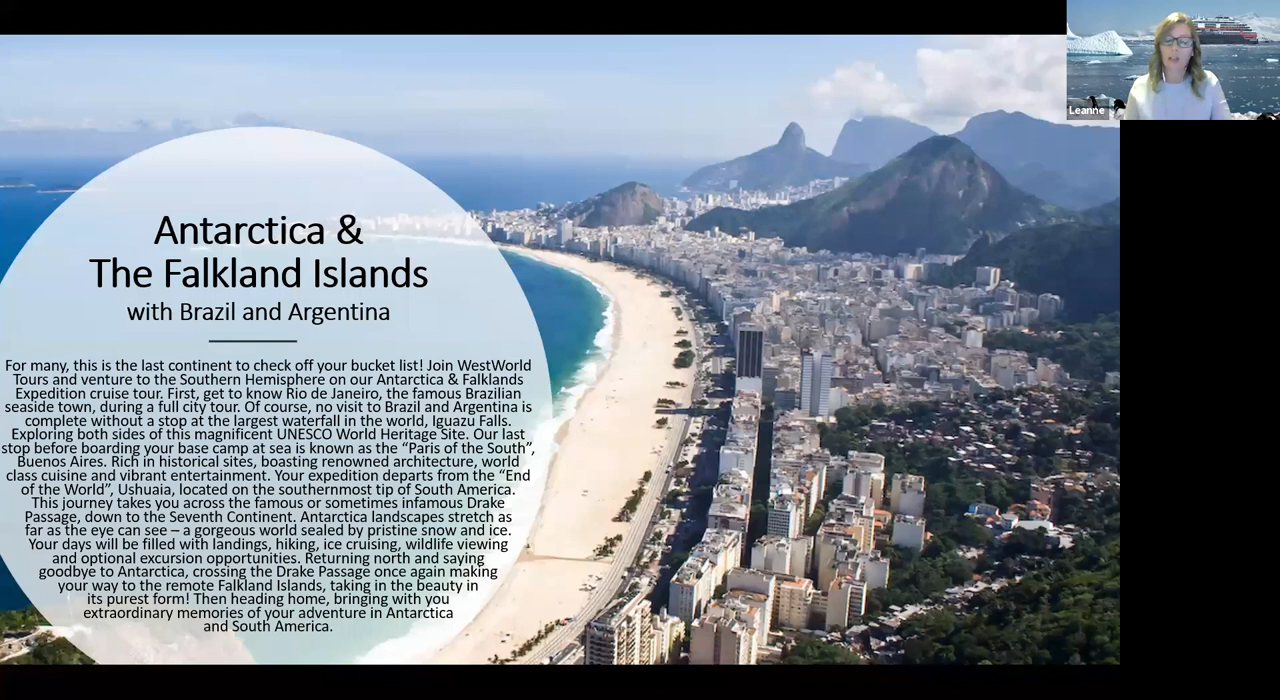 Leanne
Antarctica &
The Falkland Islands
with Brazil and Argentina
For many, this is the last continent to check off your bucket list! Join WestWorld
Tours and venture to the Southern Hemisphere on our Antarctica & Falklands
Expedition cruise tour. First, get to know Rio de Janeiro, the famous Brazilian
seaside town, during a full city tour. Of course, no visit to Brazil and Argentina is
complete without a stop at the largest waterfall in the world, Iguazu Falls.
Exploring both sides of this magnificent UNESCO World Heritage Site. Our last
stop before boarding your base camp at sea is known as the “Paris of the South”,
Buenos Aires. Rich in historical sites, boasting renowned architecture, world
class cuisine and vibrant entertainment. Your expedition departs from the “End
of the World”, Ushuaia, located on the southernmost tip of South America.
This journey takes you across the famous or sometimes infamous Drake
Passage, down to the Seventh Continent. Antarctica landscapes stretch as
far as the eye can see – a gorgeous world sealed by pristine snow and ice.
Your days will be filled with landings, hiking, ice cruising, wildlife viewing
and optional excursion opportunities. Returning north and saying
goodbye to Antarctica, crossing the Drake Passage once again making
your way to the remote Falkland Islands, taking in the beauty in
its purest form! Then heading home, bringing with you
extraordinary memories of your adventure in Antarctica
and South America.